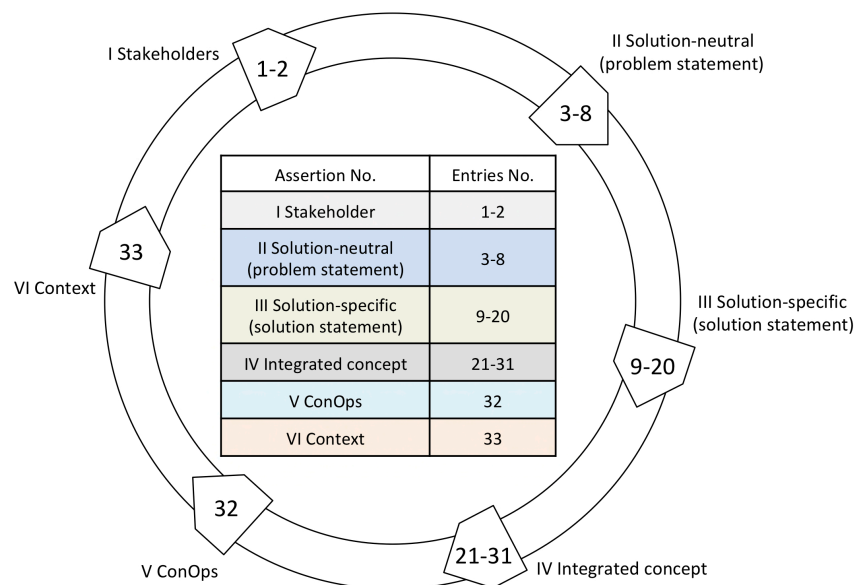 I Stakeholders
1-2
II Solution-neutral
(problem statement)
3-8
Assertion No. Entries No.
I Stakeholder 1-2
II Solution-neutral
(problem statement) 3-8
III Solution-specific
(solution statement) 9-20
IV Integrated concept 21-31
V ConOps 32
VI Context 33
33
VI Context
III Solution-specific
(solution statement)
9-20
32
V ConOps
21-31
IV Integrated concept